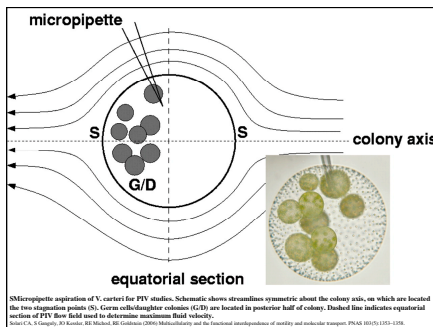 micropipette
S
S
colony axis
G/D
equatorial section
SMicropipette aspiration of V. carteri for PIV studies. Schematic shows streamlines symmetric about the colony axis, on which are located
the two stagnation points (S). Germ cells/daughter colonies (G/D) are located in posterior half of colony. Dashed line indicates equatorial
section of PIV flow field used to determine maximum fluid velocity.
Solari CA, S Ganguly, JO Kessler, RE Michod, RE Goldstein (2006) Multicellularity and the functional interdependence of motility and molecular transport. PNAS 103(5):1353–1358.